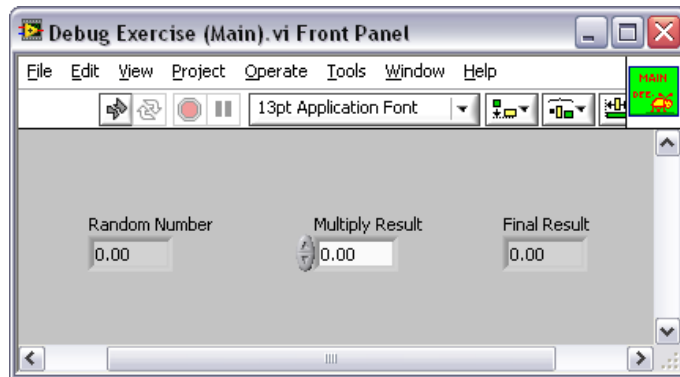 Debug Exercise (Main).vi Front Panel
File Edit View Project Operate Tools Window Help
MAIN
13pt Application Font
Random Number Multiply Result Final Result
0.00 0.00 0.00